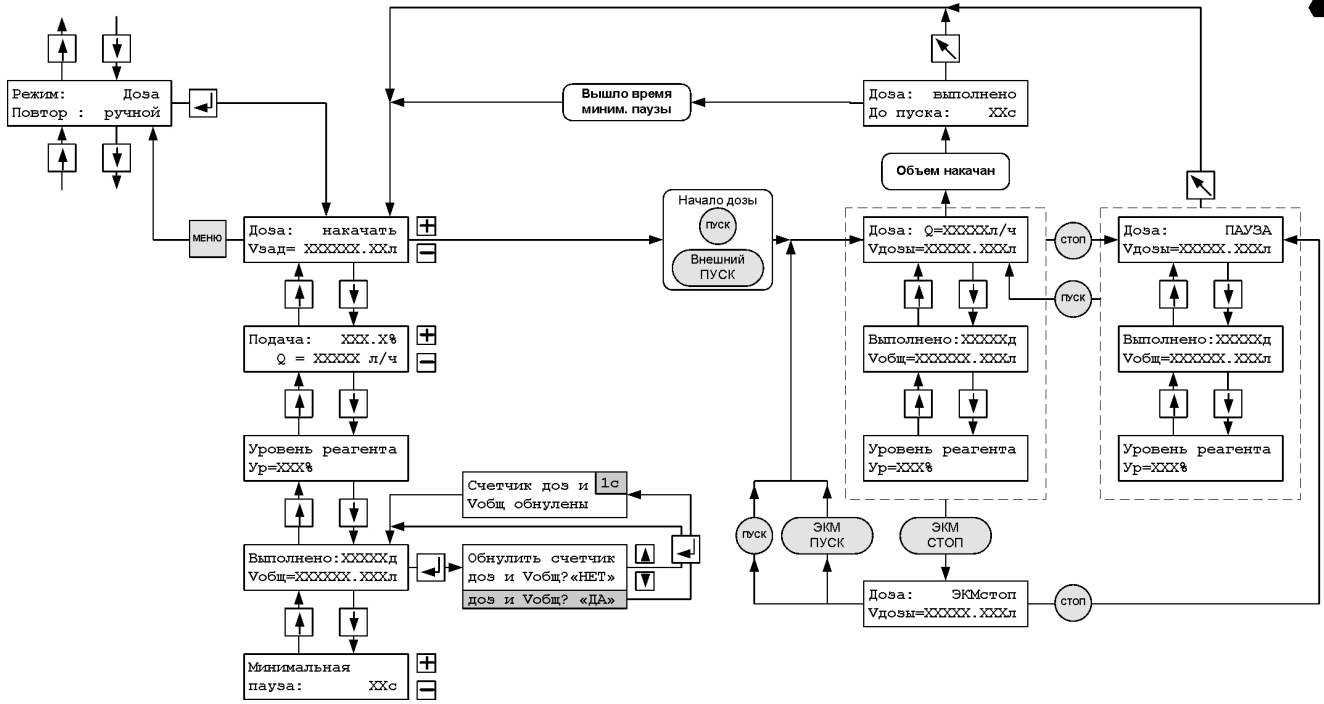 Режим: Доза
Повтор : ручной
МЕНЮ
Доза: накачать
Vзад= XXXXXX.XXл
+
−
Подача: XXX.X%
Q = XXXXX л/ч
+
−
Уровень реагента
Ур=XXX%
Выполнено:XXXXXд
Vобщ=XXXXXX.XXXл
Минимальная
пауза: XXс
+
−
Счетчик доз и 1с
Vобщ обнулены
Обнулить счетчик
доз и Vобщ?«НЕТ»
доз и Vобщ? «ДА»
Вышло время
миним. паузы
Начало дозы
ПУСК
Внешний
ПУСК
Доза: выполнено
До пуска: XXс
Объем накачан
Доза: Q=XXXXXл/ч
Vдозы=XXXXX.XXXл
Выполнено:XXXXXд
Vобщ=XXXXXX.XXXл
Уровень реагента
Ур=XXX%
СТОП
ПУСК
Доза: ПАУЗА
Vдозы=XXXXX.XXXл
Выполнено:XXXXXд
Vобщ=XXXXXX.XXXл
Уровень реагента
Ур=XXX%
ПУСК
ЭКМ
ПУСК
ЭКМ
СТОП
Доза: ЭКМстоп
Vдозы=XXXXX.XXXл
СТОП